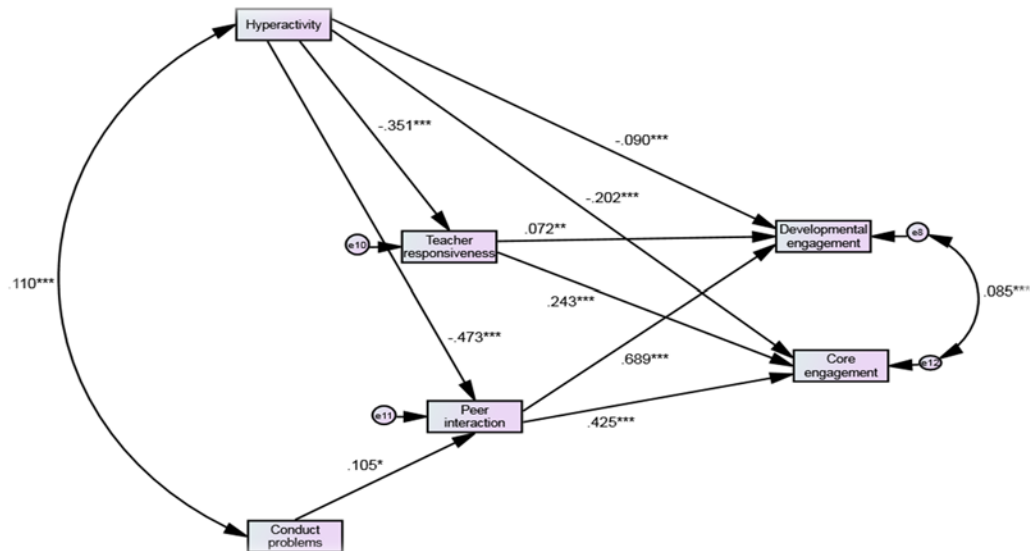 Hyperactivity
-.351***
-.090***
-.202***
e10
Teacher
responsiveness
.072**
Developmental
engagement
e8
.110***
.243***
.085***
-.473***
.689***
Core
engagement
e12
e11
Peer
interaction
.425***
.105*
Conduct
problems